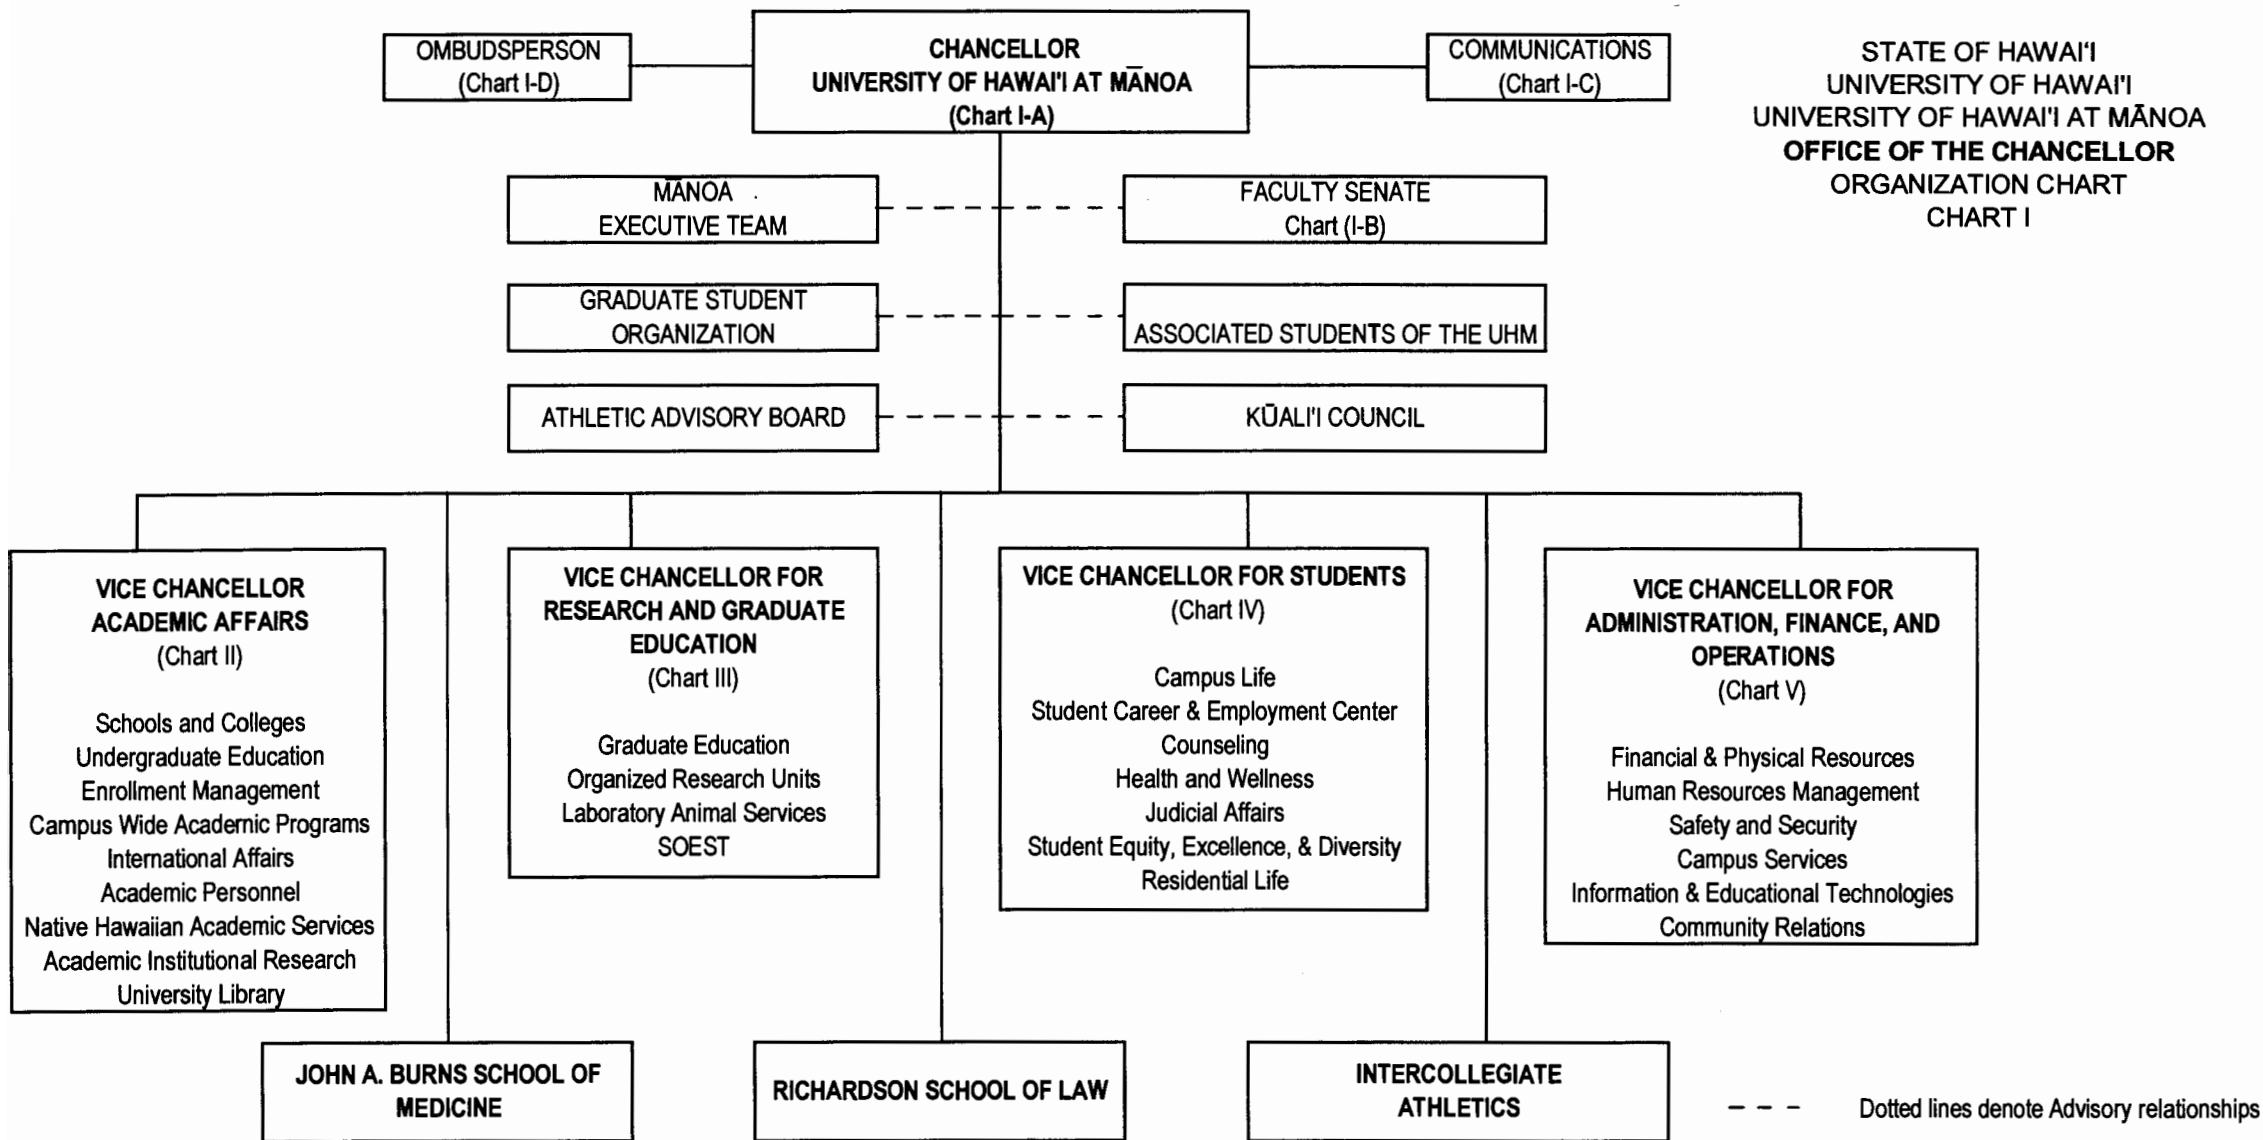 OMBUDSPERSON
(Chart I-D)
CHANCELLOR
UNIVERSITY OF HAWAI'I AT MĀNOA
(Chart I-A)
COMMUNICATIONS
(Chart I-C)
STATE OF HAWAI'I
UNIVERSITY OF HAWAI'I
UNIVERSITY OF HAWAI'I AT MĀNOA
OFFICE OF THE CHANCELLOR
ORGANIZATION CHART
CHART I
MĀNOA
EXECUTIVE TEAM
FACULTY SENATE
Chart (I-B)
GRADUATE STUDENT
ORGANIZATION
ASSOCIATED STUDENTS OF THE UHM
ATHLETIC ADVISORY BOARD
KŪALI'I COUNCIL
VICE CHANCELLOR
ACADEMIC AFFAIRS
(Chart II)
Schools and Colleges
Undergraduate Education
Enrollment Management
Campus Wide Academic Programs
International Affairs
Academic Personnel
Native Hawaiian Academic Services
Academic Institutional Research
University Library
VICE CHANCELLOR FOR
RESEARCH AND GRADUATE
EDUCATION
(Chart III)
Graduate Education
Organized Research Units
Laboratory Animal Services
SOEST
VICE CHANCELLOR FOR STUDENTS
(Chart IV)
Campus Life
Student Career & Employment Center
Counseling
Health and Wellness
Judicial Affairs
Student Equity, Excellence, & Diversity
Residential Life
VICE CHANCELLOR FOR
ADMINISTRATION, FINANCE, AND
OPERATIONS
(Chart V)
Financial & Physical Resources
Human Resources Management
Safety and Security
Campus Services
Information & Educational Technologies
Community Relations
JOHN A. BURNS SCHOOL OF
MEDICINE
RICHARDSON SCHOOL OF LAW
INTERCOLLEGIATE
ATHLETICS
Dotted lines denote Advisory relationships